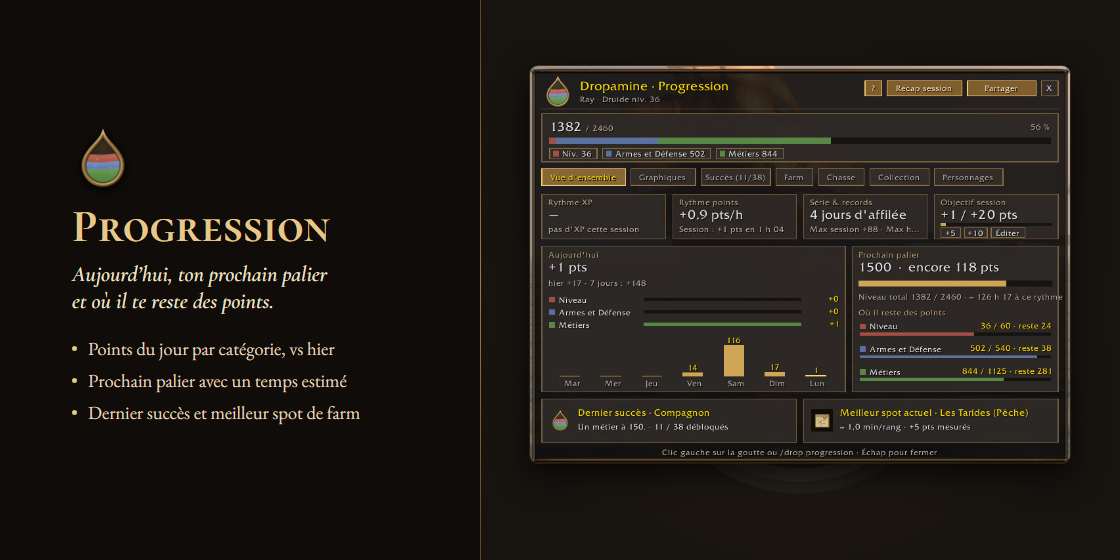 Progression
Aujourd'hui, ton prochain palier
et où il te reste des points.
• Points du jour par catégorie, vs hier
• Prochain palier avec un temps estimé
• Dernier succès et meilleur spot de farm
Dropamine · Progression
Ray · Druide niv. 36
?
Récap session
Partager
X
1382 / 2460
56 %
Niv. 36
Armes et Défense 502
Métiers 844
Vue d'ensemble
Graphiques
Succès (11/38)
Farm
Chasse
Collection
Personnages
Rythme XP
—
pas d'XP cette session
Rythme points
+0,9 pts/h
Session : +1 pts en 1 h 04
Série & records
4 jours d'affilée
Max session +88 · Max h...
Objectif session
+1 / +20 pts
+5
+10
Éditer
Aujourd'hui
+1 pts
hier +17 · 7 jours : +148
Niveau +0
Armes et Défense +0
Métiers +1
14 116 17 1
Mar Mer Jeu Ven Sam Dim Lun
Prochain palier
1500 · encore 118 pts
Niveau total 1382 / 2460 · ~ 126 h 17 à ce rythme
Où il reste des points
Niveau 36 / 60 · reste 24
Armes et Défense 502 / 540 · reste 38
Métiers 844 / 1125 · reste 281
Dernier succès · Compagnon
Un métier à 150. · 11 / 38 débloqués
Meilleur spot actuel · Les Tarides (Pêche)
~ 1,0 min/rang · +5 pts mesurés
Clic gauche sur la goutte ou /drop progression · Échap pour fermer